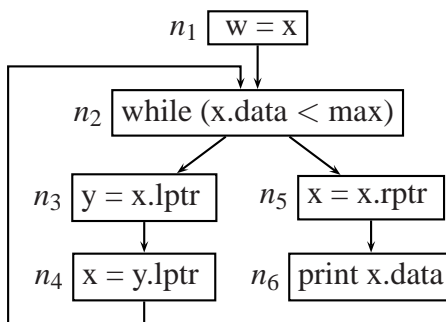 n1 w = x
n2 while (x.data < max)
n3 y = x.lptr
n5 x = x.rptr
n4 x = y.lptr
n6 print x.data